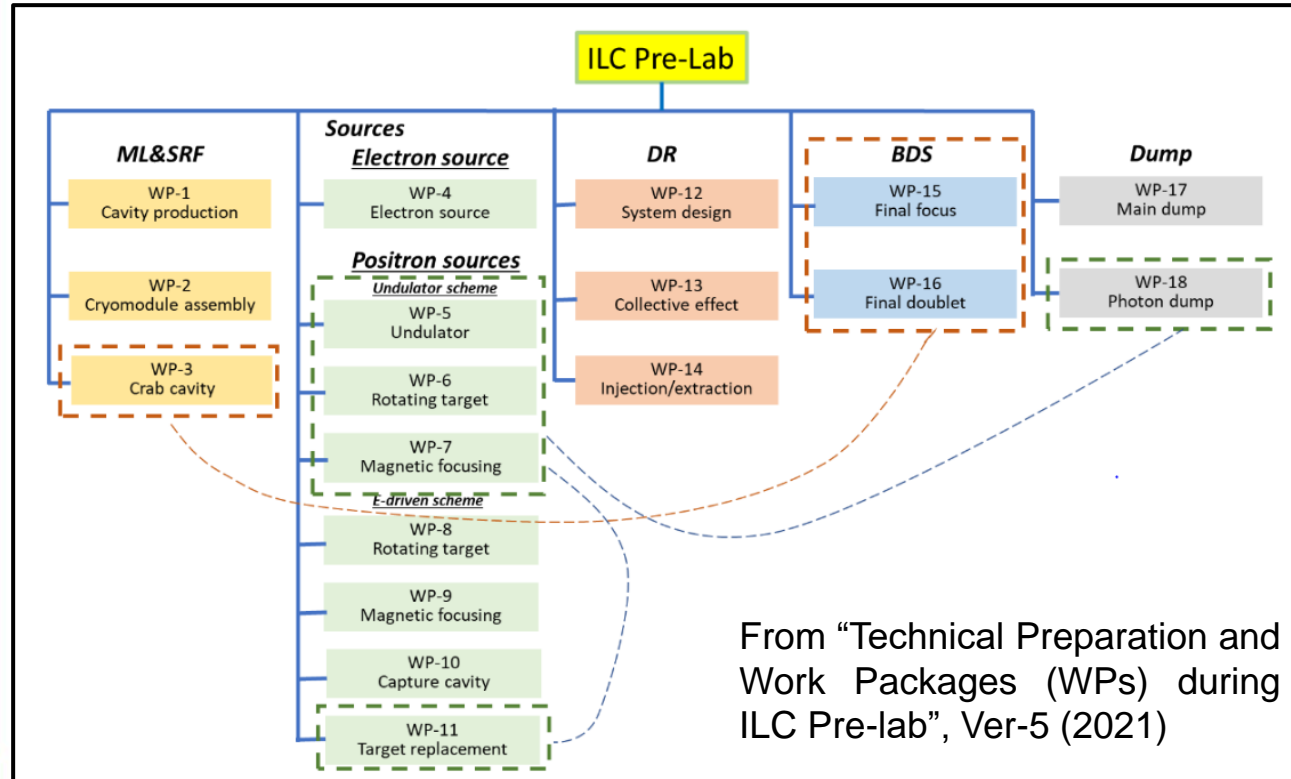 ILC Pre-Lab
ML&SRF
WP-1
Cavity production
WP-2
Cryomodule assembly
WP-3
Crab cavity
Sources
Electron source
WP-4
Electron source
Positron sources
Undulator scheme
WP-5
Undulator
WP-6
Rotating target
WP-7
Magnetic focusing
E-driven scheme
WP-8
Rotating target
WP-9
Magnetic focusing
WP-10
Capture cavity
WP-11
Target replacement
DR
WP-12
System design
WP-13
Collective effect
WP-14
Injection/extraction
BDS
WP-15
Final focus
WP-16
Final doublet
Dump
WP-17
Main dump
WP-18
Photon dump
From “Technical Preparation and
Work Packages (WPs) during
ILC Pre-lab”, Ver-5 (2021)